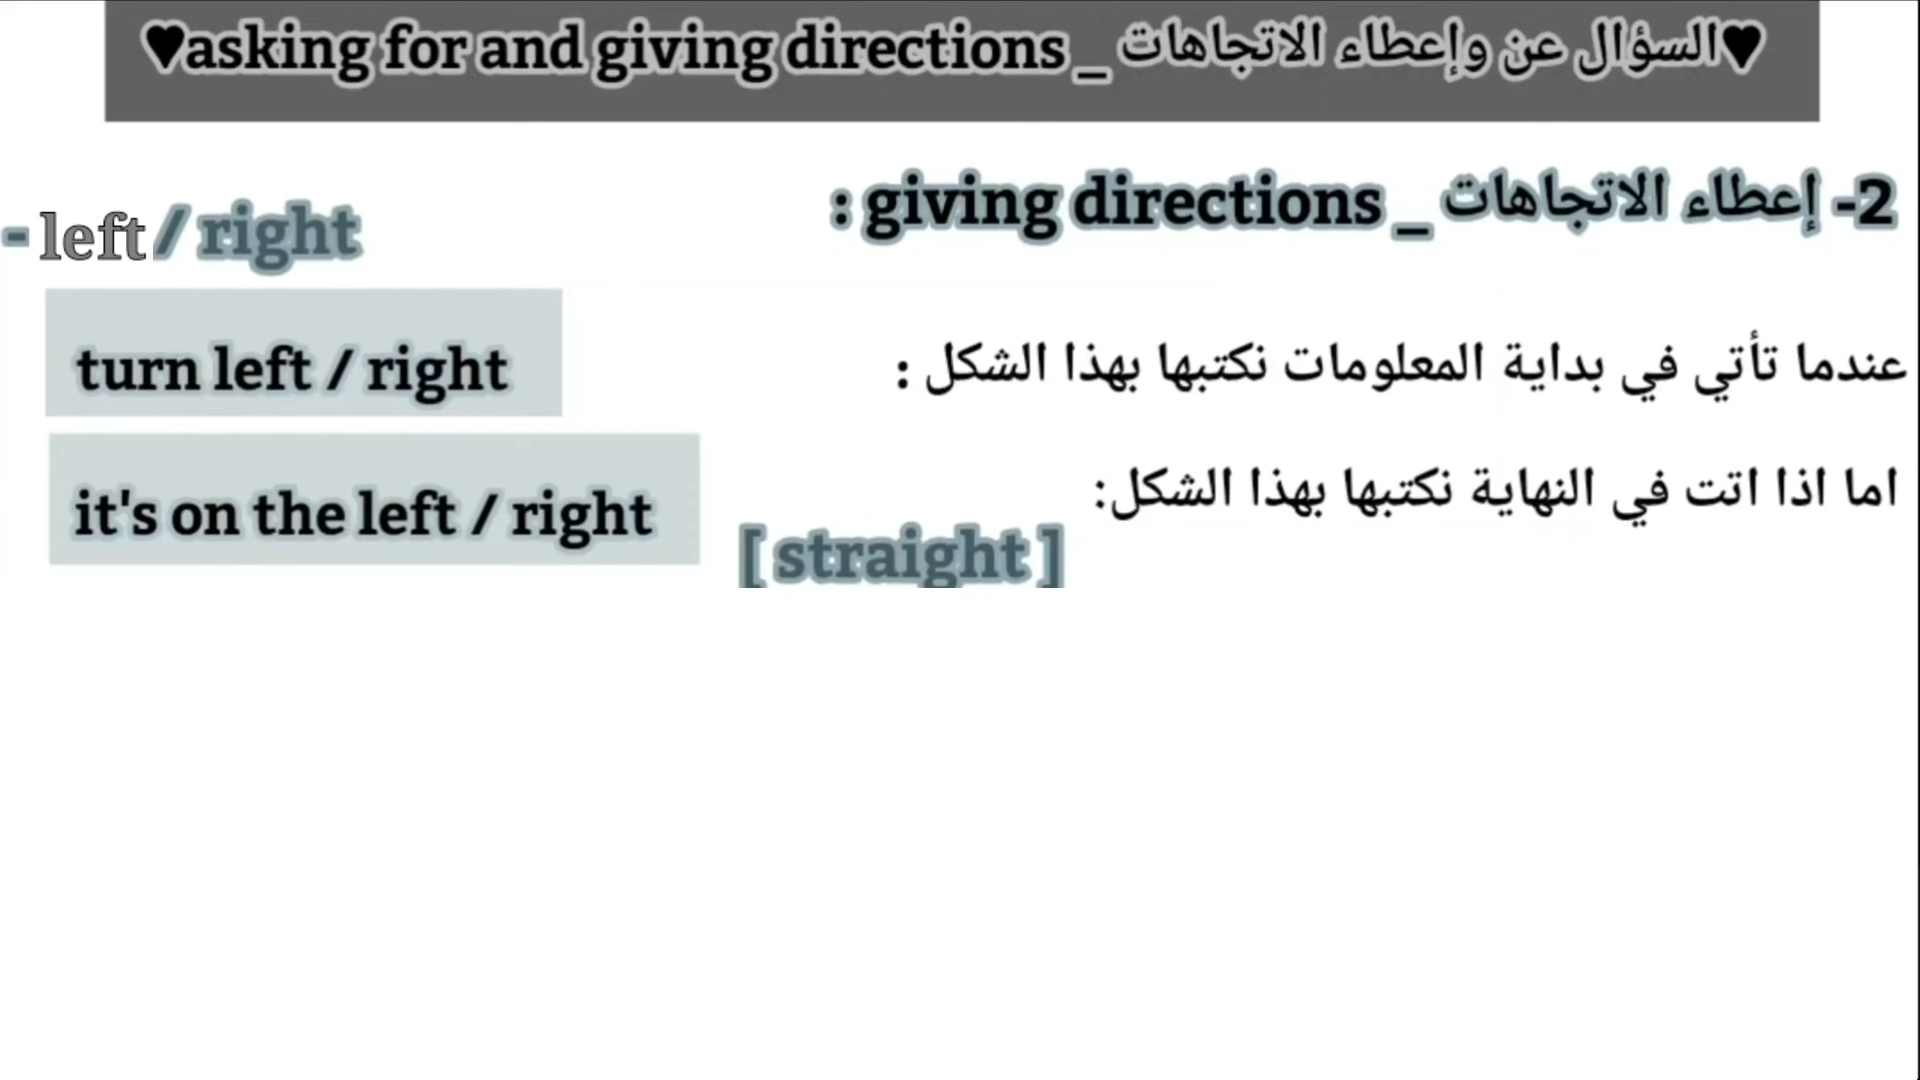 ♥asking for and giving directions _ السؤال عن وإعطاء الاتجاهات♥
2- إعطاء الاتجاهات _ giving directions :
- left / right
عندما تأتي في بداية المعلومات نكتبها بهذا الشكل :
turn left / right
اما اذا اتت في النهاية نكتبها بهذا الشكل:
it's on the left / right
[ straight ]